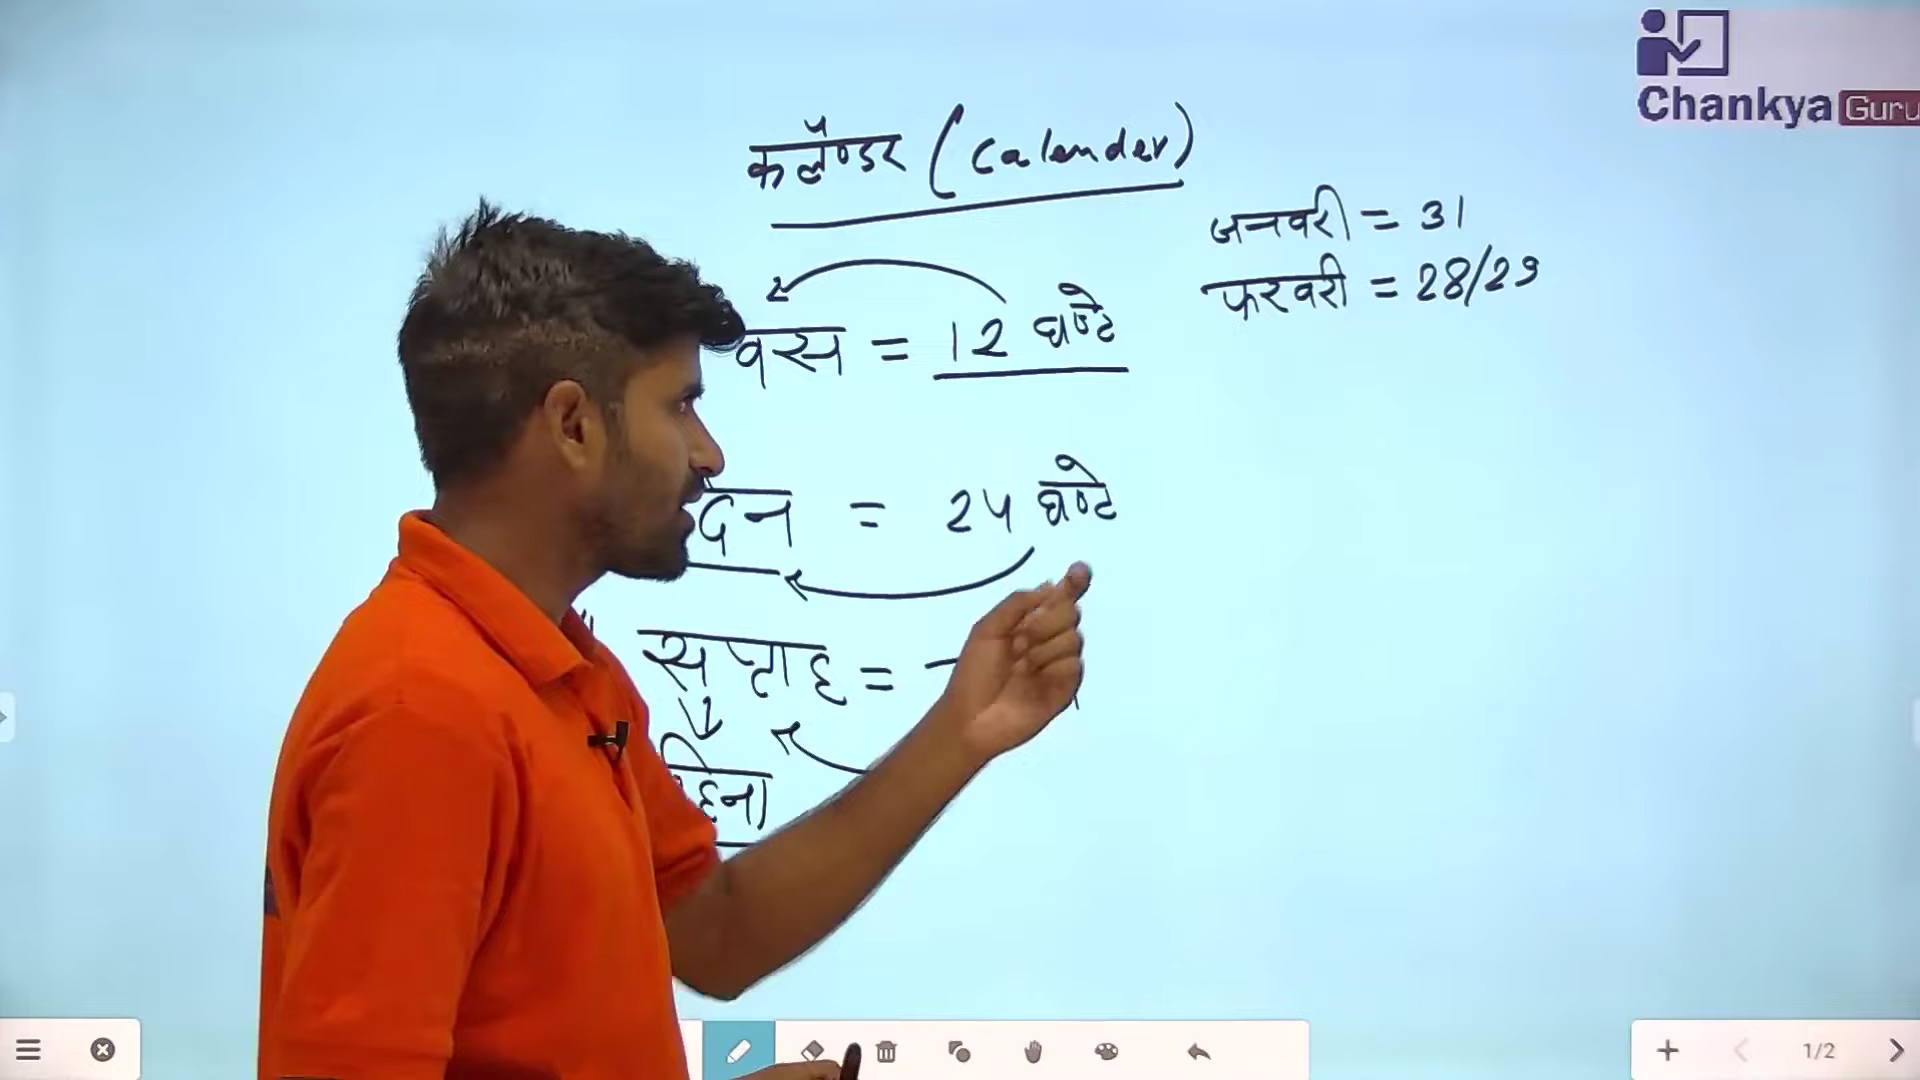 Chankya Guru
कलॅण्डर (Calender)
जनवरी = 31
फरवरी = 28/29
वस = 12 घण्टे
दिन = 24 घण्टे
सप्ताह =
1/2